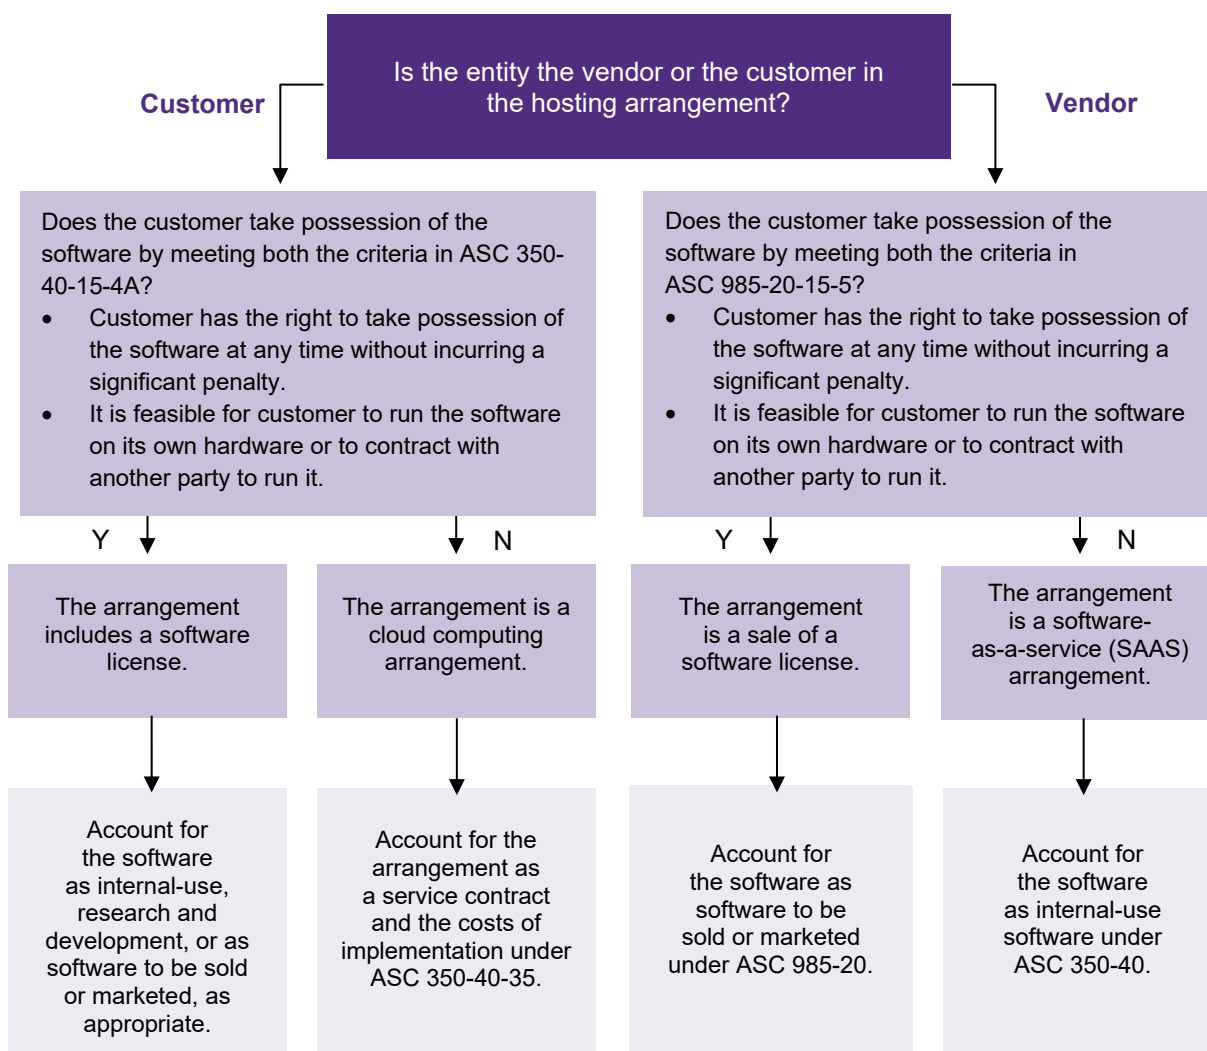 Is the entity the vendor or the customer in
the hosting arrangement?
Customer
Vendor
Does the customer take possession of the
software by meeting both the criteria in ASC 350-
40-15-4A?
• Customer has the right to take possession of
the software at any time without incurring a
significant penalty.
• It is feasible for customer to run the software
on its own hardware or to contract with
another party to run it.
Does the customer take possession of the
software by meeting both the criteria in
ASC 985-20-15-5?
• Customer has the right to take possession of
the software at any time without incurring a
significant penalty.
• It is feasible for customer to run the software
on its own hardware or to contract with
another party to run it.
Y
N
Y
N
The arrangement
includes a software
license.
The arrangement is a
cloud computing
arrangement.
The arrangement
is a sale of a
software license.
The arrangement
is a software-
as-a-service (SAAS)
arrangement.
Account for
the software
as internal-use,
research and
development, or as
software to be sold
or marketed, as
appropriate.
Account for the
arrangement as
a service contract
and the costs of
implementation under
ASC 350-40-35.
Account for
the software as
software to be
sold or marketed
under ASC 985-20.
Account for
the software
as internal-use
software under
ASC 350-40.